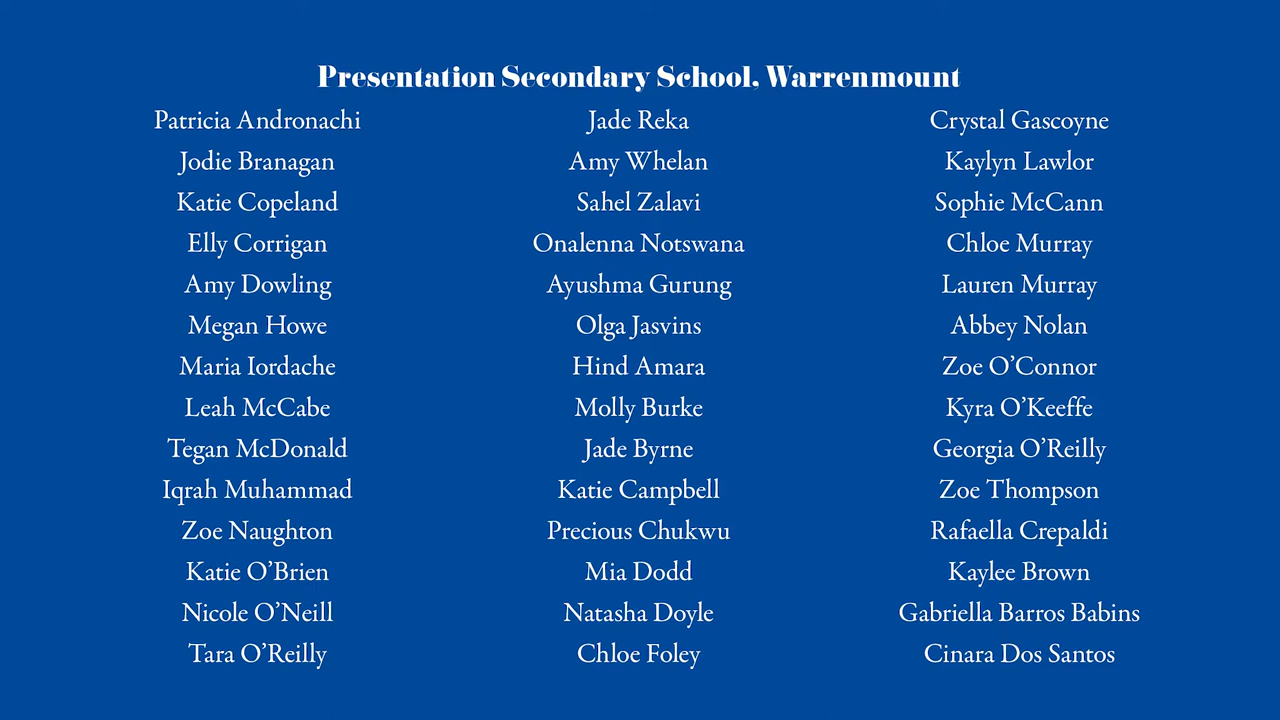 Presentation Secondary School, Warrenmount
Patricia Andronachi
Jodie Branagan
Katie Copeland
Elly Corrigan
Amy Dowling
Megan Howe
Maria Iordache
Leah McCabe
Tegan McDonald
Iqrah Muhammad
Zoe Naughton
Katie O’Brien
Nicole O’Neill
Tara O’Reilly
Jade Reka
Amy Whelan
Sahel Zalavi
Onalenna Notswana
Ayushma Gurung
Olga Jasvins
Hind Amara
Molly Burke
Jade Byrne
Katie Campbell
Precious Chukwu
Mia Dodd
Natasha Doyle
Chloe Foley
Crystal Gascoyne
Kaylyn Lawlor
Sophie McCann
Chloe Murray
Lauren Murray
Abbey Nolan
Zoe O’Connor
Kyra O’Keeffe
Georgia O’Reilly
Zoe Thompson
Rafaella Crepaldi
Kaylee Brown
Gabriella Barros Babins
Cinara Dos Santos